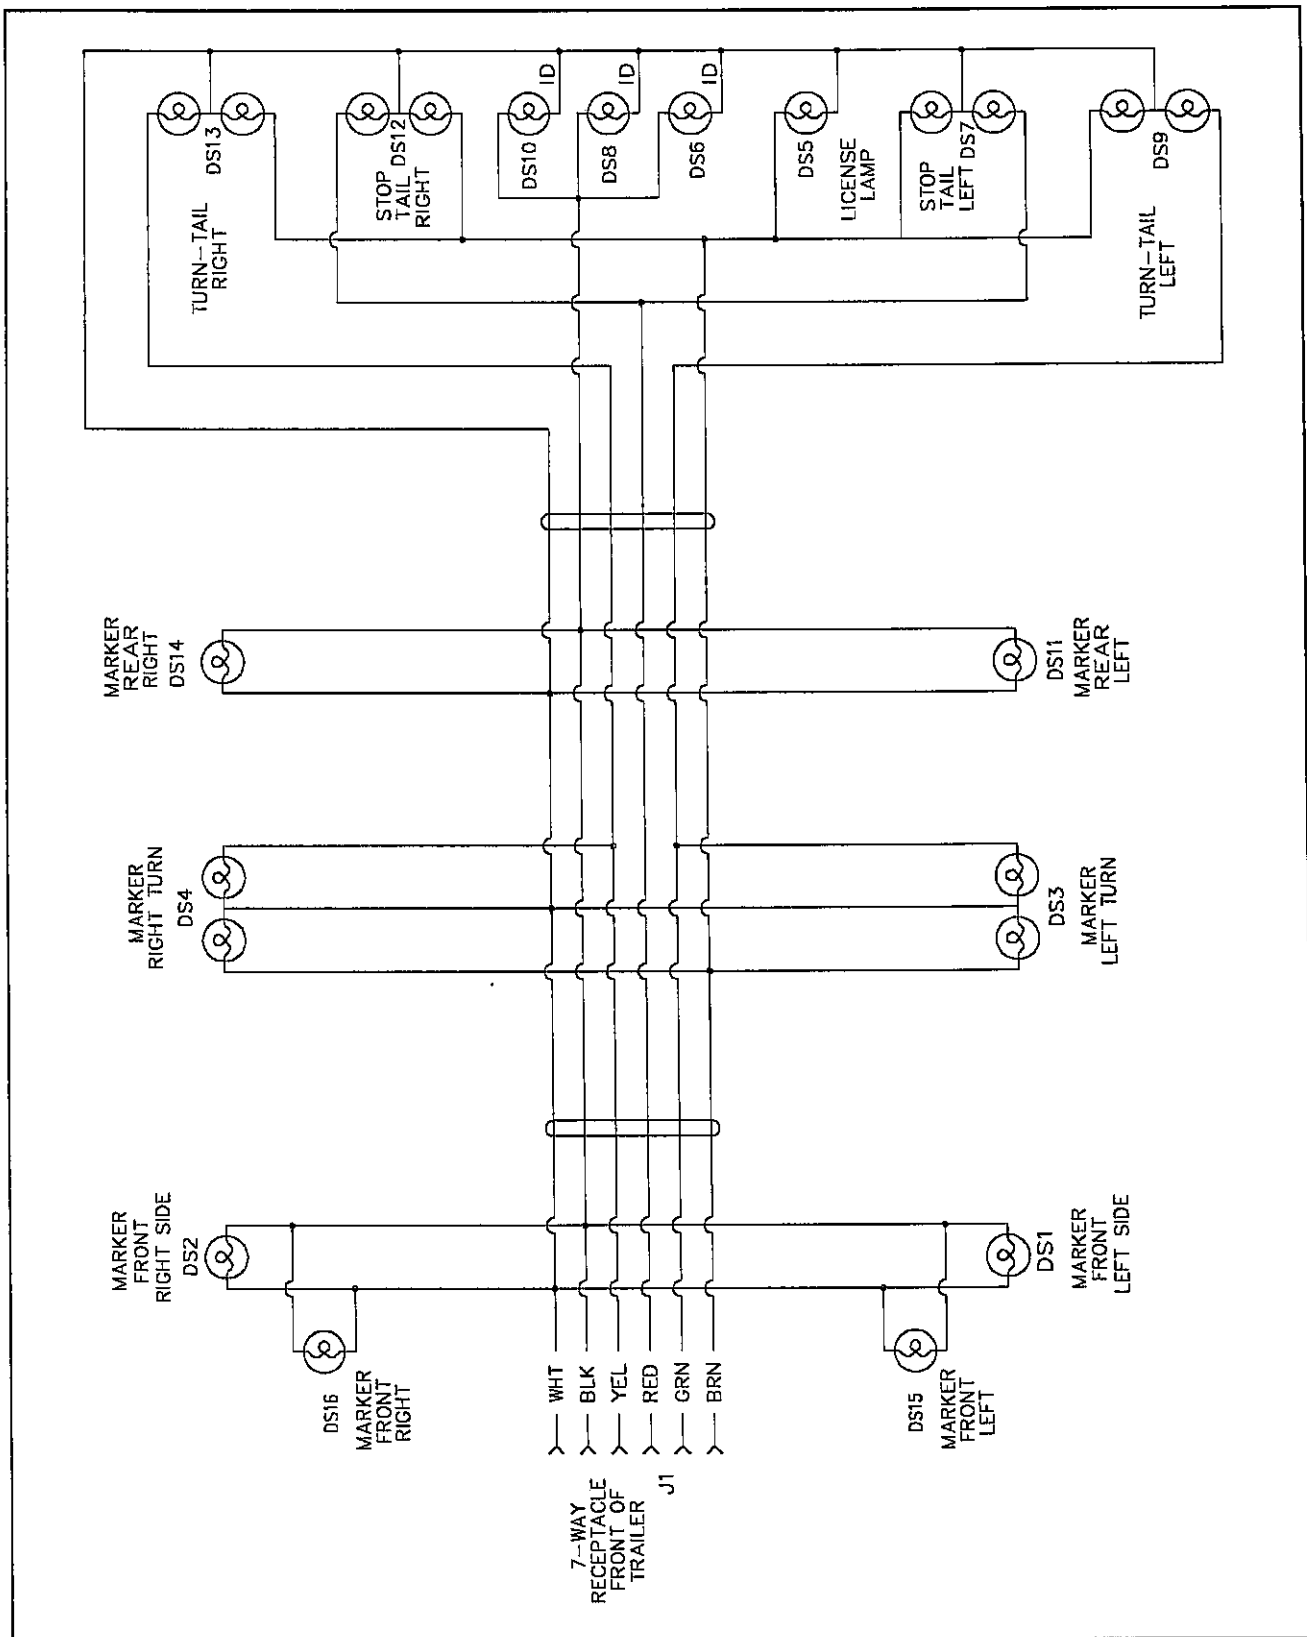 TURN-TAIL
RIGHT
DS13
STOP
TAIL
RIGHT
DS12
DS10
ID
DS8
ID
DS6
ID
DS5
LICENSE
LAMP
STOP
TAIL
LEFT
DS7
DS9
TURN-TAIL
LEFT
MARKER
REAR
RIGHT
DS14
DS11
MARKER
REAR
LEFT
MARKER
RIGHT TURN
DS4
DS3
MARKER
LEFT TURN
MARKER
FRONT
RIGHT SIDE
DS2
DS1
MARKER
FRONT
LEFT SIDE
DS16
MARKER
FRONT
RIGHT
WHT
BLK
YEL
RED
GRN
BRN
DS15
MARKER
FRONT
LEFT
7-WAY
RECEPTACLE
FRONT OF
TRAILER
J1